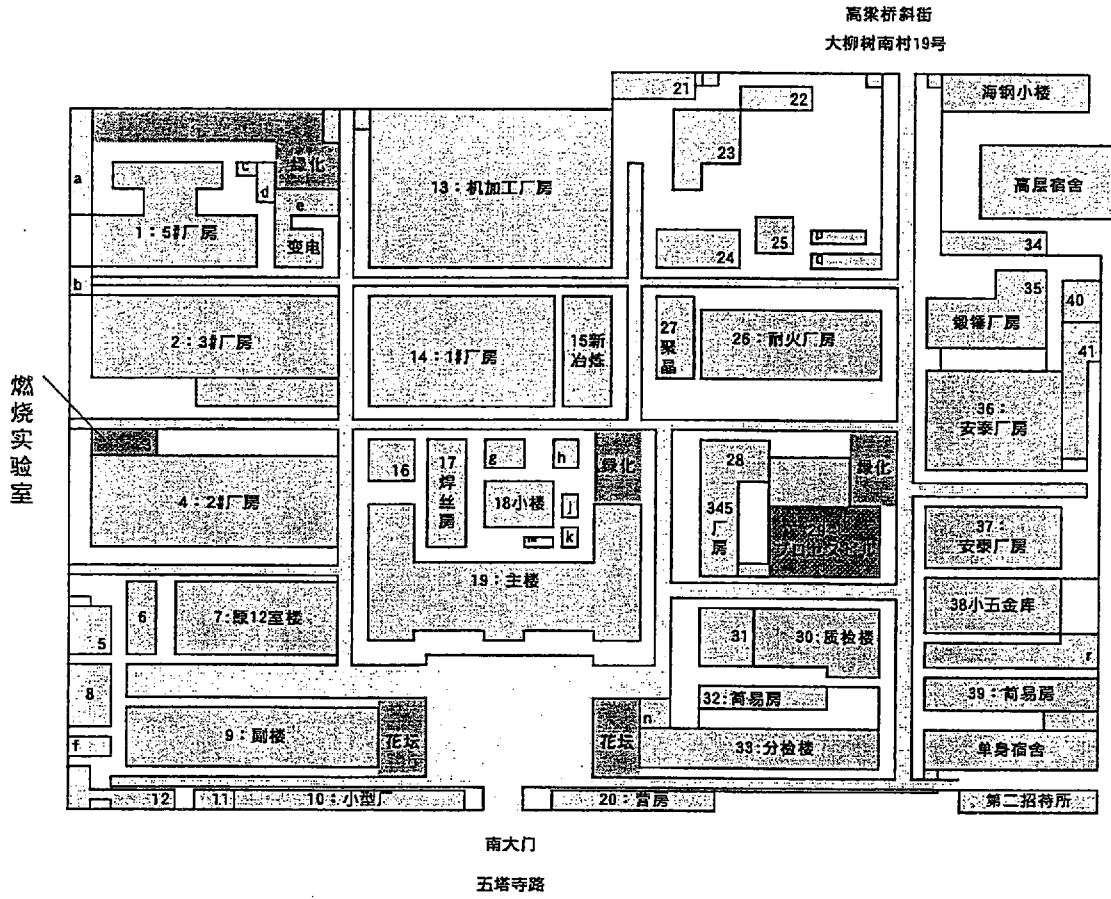 高梁桥斜街
大柳树南村19号
21
22
海钢小楼
a
c
绿化
d
23
13：机加工厂房
高层宿舍
e
1：5#厂房
变电
24
25
p
q
34
b
35
40
2：3#厂房
14：1#厂房
15新
冶炼
27
聚
晶
26：耐火厂房
锻锤厂房
41
燃烧实验室
36：
安泰厂房
16
17
焊
丝
房
g
h
绿化
28
绿化
4：2#厂房
18小楼
j
k
345
厂
房
37：
安泰厂房
19：主楼
5
6
7：原12室楼
31
30：质检楼
38小五金库
r
8
32：简易房
39：简易房
f
9：副楼
花坛
花坛
n
33：分检楼
单身宿舍
12
11
10：小型厂
20：营房
第二招待所
南大门
五塔寺路